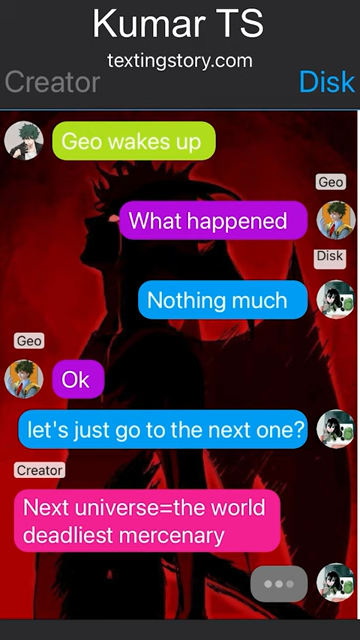 Kumar TS
textingstory.com
Creator
Disk
Geo wakes up
Geo
What happened
Disk
Nothing much
Geo
Ok
let's just go to the next one?
Creator
Next universe=the world
deadliest mercenary